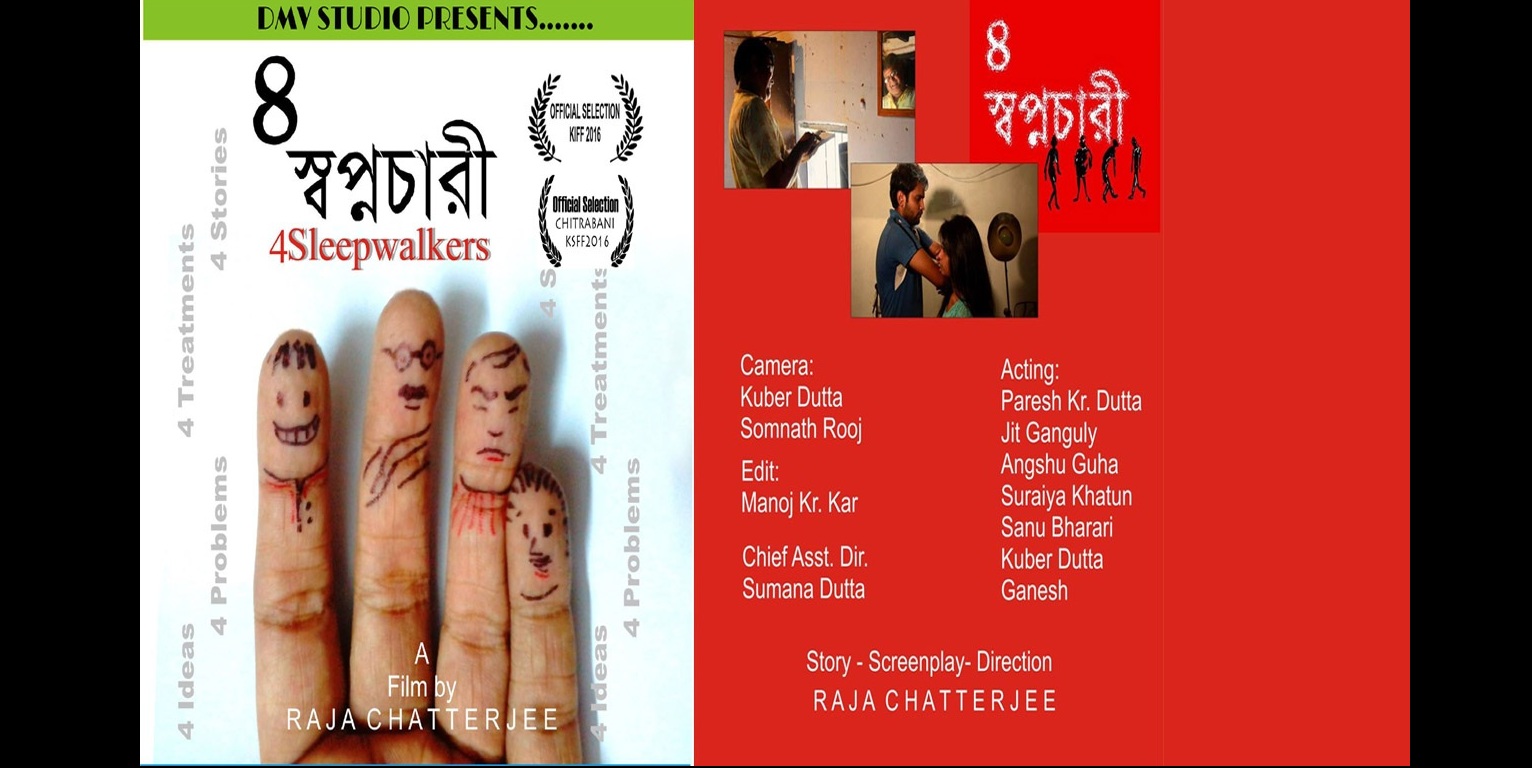 DMV STUDIO PRESENTS.......
৪
স্বপ্নচারী
4Sleepwalkers
OFFICIAL SELECTION
KIFF 2016
Official Selection
CHITRABANI
KSFF2016
4 Stories
4 Treatments
4 Problems
4 Ideas
4 S
4 Treatments
4 Problems
4 Ideas
A
Film by
RAJA CHATTERJEE
৪
স্বপ্নচারী
Camera:
Kuber Dutta
Somnath Rooj
Edit:
Manoj Kr. Kar
Chief Asst. Dir.
Sumana Dutta
Acting:
Paresh Kr. Dutta
Jit Ganguly
Angshu Guha
Suraiya Khatun
Sanu Bharari
Kuber Dutta
Ganesh
Story - Screenplay- Direction
RAJA CHATTERJEE